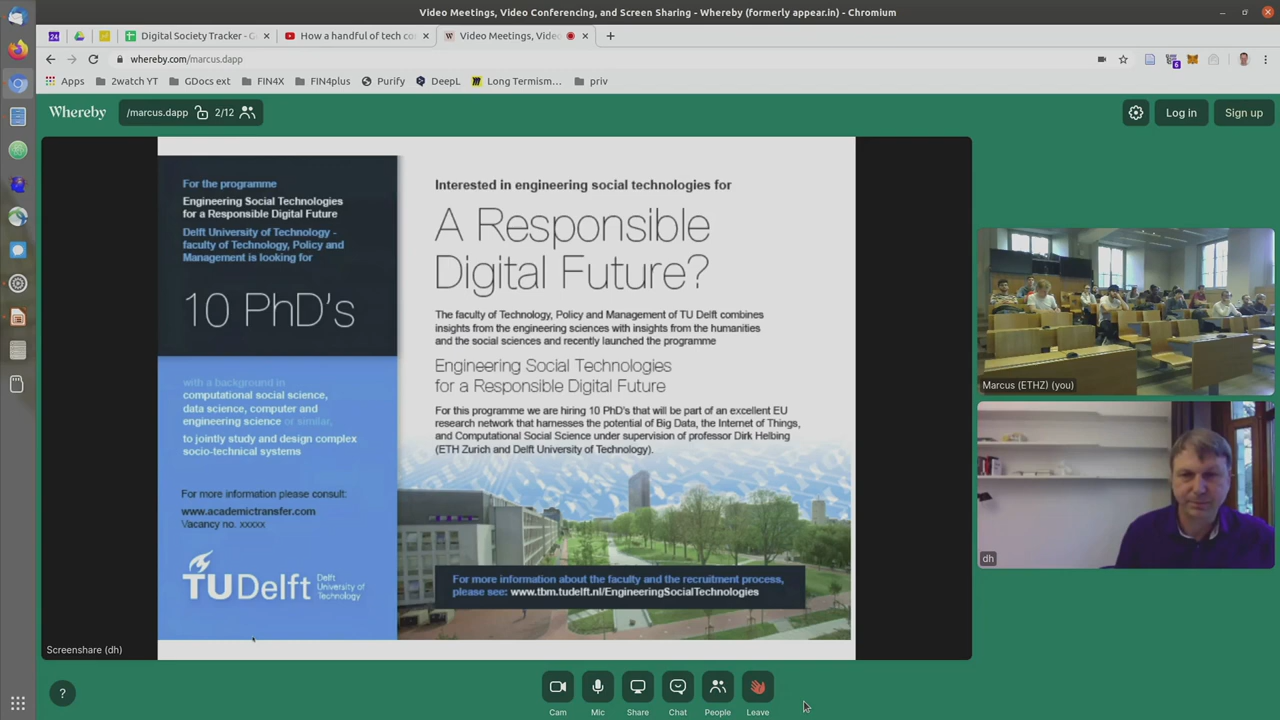 Video Meetings, Video Conferencing, and Screen Sharing - Whereby (formerly appear.in) - Chromium
24
Digital Society Tracker - G
How a handful of tech co
Video Meetings, Vide
whereby.com/marcus.dapp
6
Apps
2watch YT
GDocs ext
FIN4X
FIN4plus
Purify
DeepL
Long Termism…
priv
Whereby
/marcus.dapp
2/12
Log in
Sign up
For the programme
Engineering Social Technologies
for a Responsible Digital Future
Delft University of Technology -
faculty of Technology, Policy and
Management is looking for
10 PhD's
with a background in
computational social science,
data science, computer and
engineering science or similar,
to jointly study and design complex
socio-technical systems
For more information please consult:
www.academictransfer.com
Vacancy no. xxxxx
TUDelft
Delft
University of
Technology
Interested in engineering social technologies for
A Responsible
Digital Future?
The faculty of Technology, Policy and Management of TU Delft combines
insights from the engineering sciences with insights from the humanities
and the social sciences and recently launched the programme
Engineering Social Technologies
for a Responsible Digital Future
For this programme we are hiring 10 PhD's that will be part of an excellent EU
research network that harnesses the potential of Big Data, the Internet of Things,
and Computational Social Science under supervision of professor Dirk Helbing
(ETH Zurich and Delft University of Technology).
For more information about the faculty and the recruitment process,
please see: www.tbm.tudelft.nl/EngineeringSocialTechnologies
Marcus (ETHZ) (you)
dh
Screenshare (dh)
?
Cam
Mic
Share
Chat
People
Leave